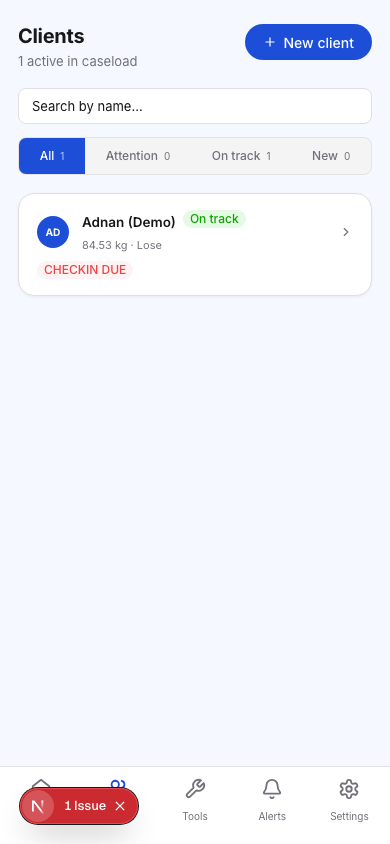 Clients
1 active in caseload
+ New client
Search by name...
All 1 Attention 0 On track 1 New 0
AD
Adnan (Demo) On track
84.53 kg · Lose
CHECKIN DUE
N 1 Issue
Tools Alerts Settings